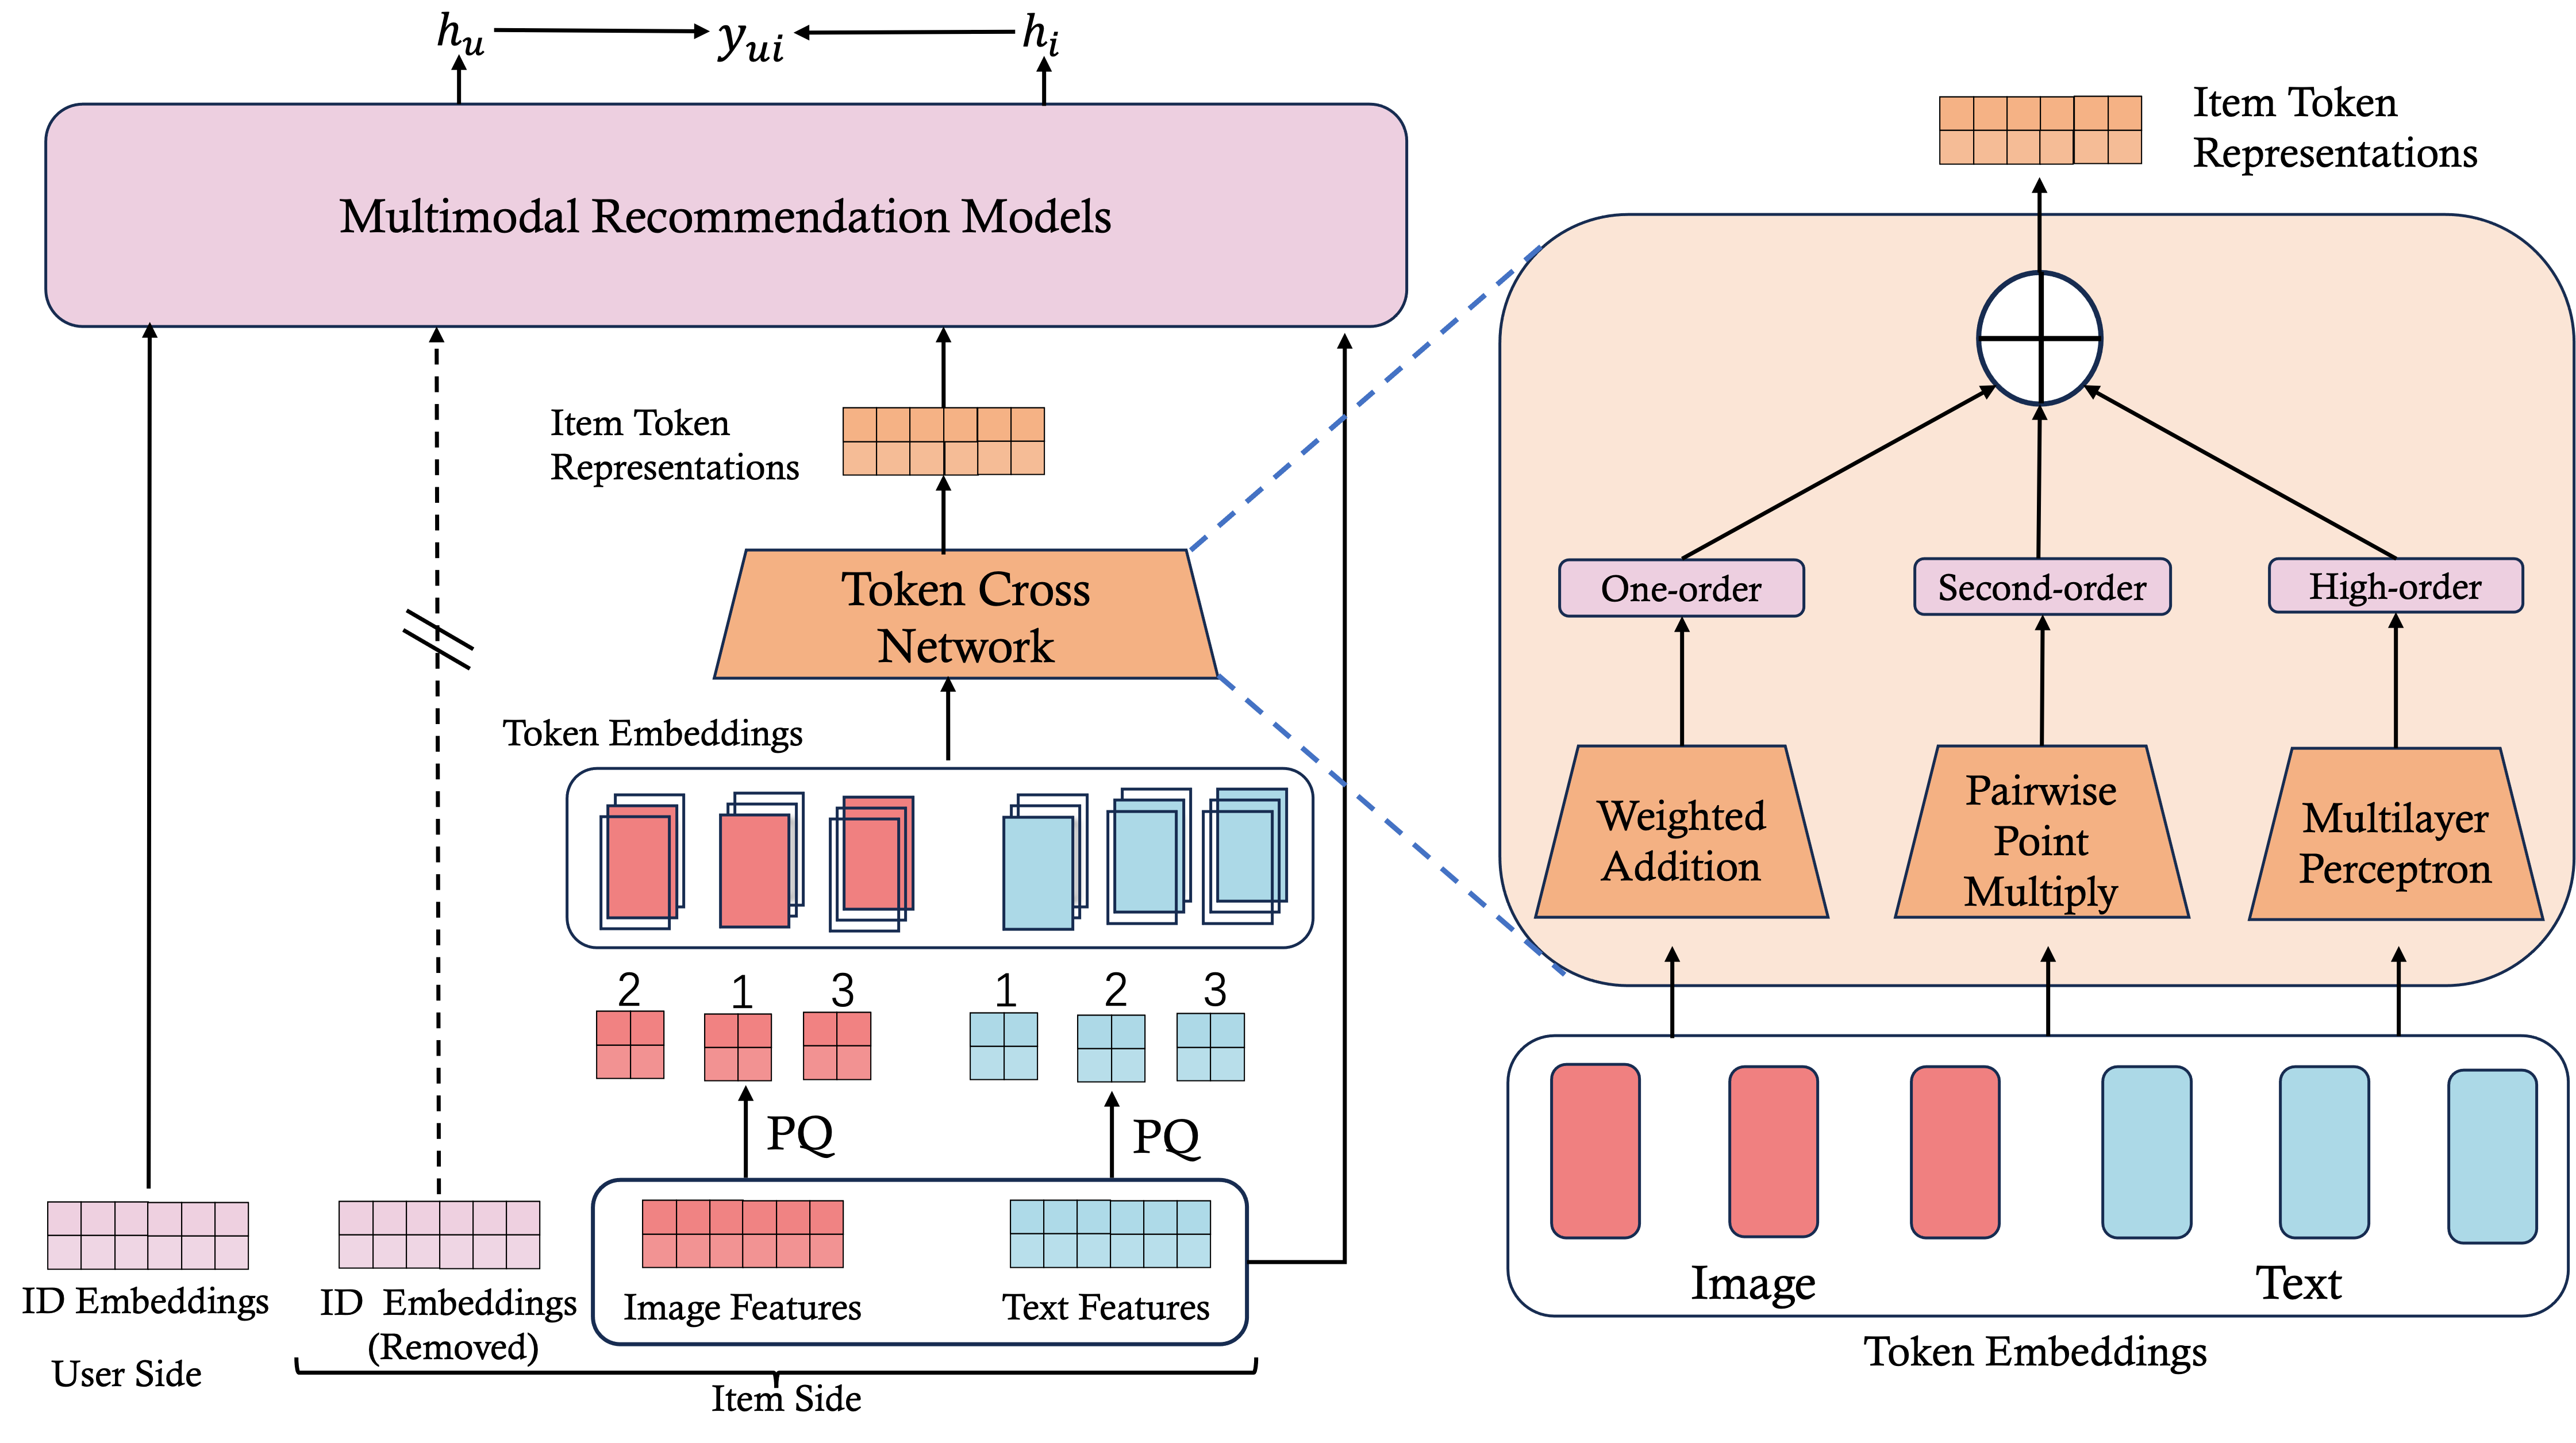 h_u
y_ui
h_i
Multimodal Recommendation Models
Item Token
Representations
Token Cross
Network
Token Embeddings
2
1
3
1
2
3
PQ
PQ
Image Features
Text Features
ID Embeddings
User Side
ID Embeddings
(Removed)
Item Side
Item Token
Representations
One-order
Second-order
High-order
Weighted
Addition
Pairwise
Point
Multiply
Multilayer
Perceptron
Image
Text
Token Embeddings